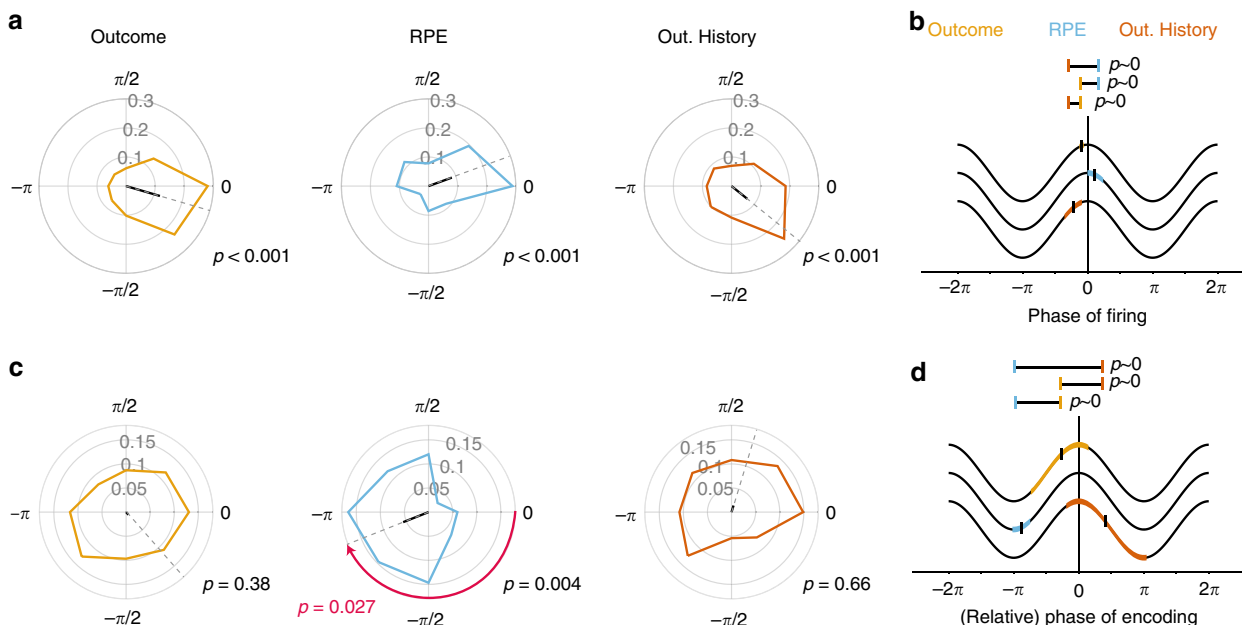 a
Outcome
RPE
Out. History
π/2
π/2
π/2
0.3
0.3
0.3
0.2
0.2
0.2
0.1
0.1
0.1
−π
0
−π
0
−π
0
p < 0.001
p < 0.001
p < 0.001
−π/2
−π/2
−π/2
b
Outcome
RPE
Out. History
p~0
p~0
p~0
−2π
−π
0
π
2π
Phase of firing
c
π/2
π/2
π/2
0.15
0.15
0.15
0.1
0.1
0.1
0.05
0.05
0.05
−π
0
−π
0
−π
0
p = 0.38
p = 0.027
p = 0.004
p = 0.66
−π/2
−π/2
−π/2
d
p~0
p~0
p~0
−2π
−π
0
π
2π
(Relative) phase of encoding